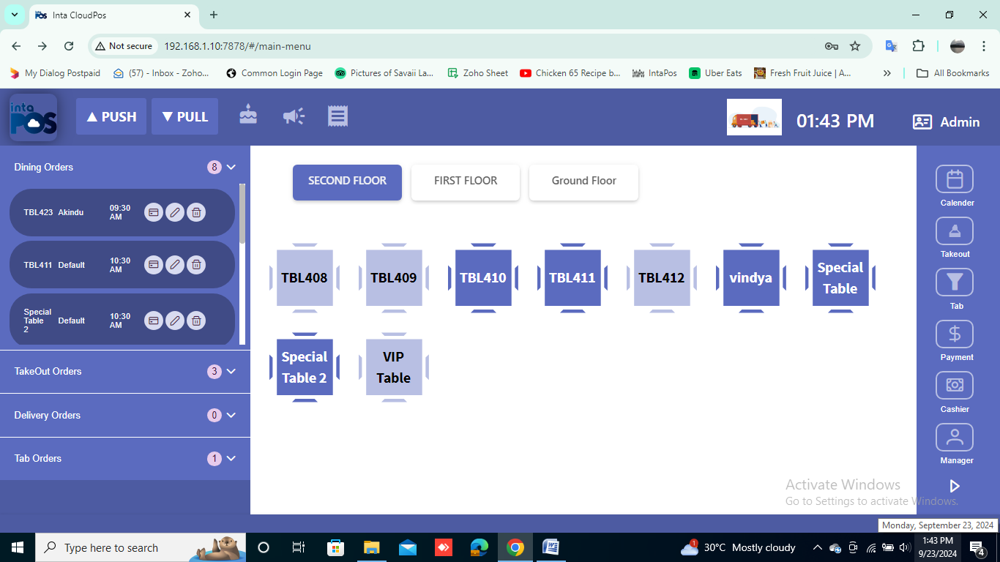 Inta CloudPos
Not secure
192.168.1.10:7878/#/main-menu
My Dialog Postpaid
(57) - Inbox - Zoho...
Common Login Page
Pictures of Savaii La...
Zoho Sheet
Chicken 65 Recipe b...
IntaPos
Uber Eats
Fresh Fruit Juice | A...
All Bookmarks
inta
POS
▲ PUSH
▼ PULL
01:43 PM
Admin
Dining Orders
8
TBL423 Akindu 09:30
AM
TBL411 Default 10:30
AM
Special
Table
2
Default
10:30
AM
TakeOut Orders
3
Delivery Orders
0
Tab Orders
1
SECOND FLOOR
FIRST FLOOR
Ground Floor
TBL408
TBL409
TBL410
TBL411
TBL412
vindya
Special
Table
Special
Table 2
VIP
Table
Calender
Takeout
Tab
Payment
Cashier
Manager
Activate Windows
Go to Settings to activate Windows.
Monday, September 23, 2024
Type here to search
1
30°C Mostly cloudy
1:43 PM
9/23/2024
4